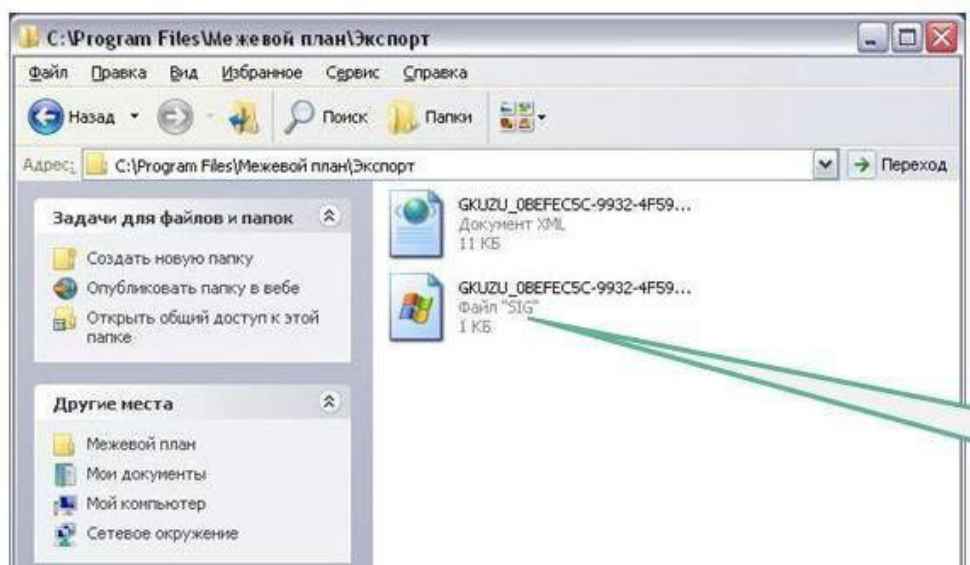 C:\Program Files\Межевой план\Экспорт
Файл Правка Вид Избранное Сервис Справка
Назад Поиск Папки
Адрес: C:\Program Files\Межевой план\Экспорт Переход
Задачи для файлов и папок
Создать новую папку
Опубликовать папку в вебе
Открыть общий доступ к этой
папке
Другие места
Межевой план
Мои документы
Мой компьютер
Сетевое окружение
GKUZU_0BEFEC5C-9932-4F59...
Документ XML
11 КБ
GKUZU_0BEFEC5C-9932-4F59...
Файл "SIG"
1 КБ